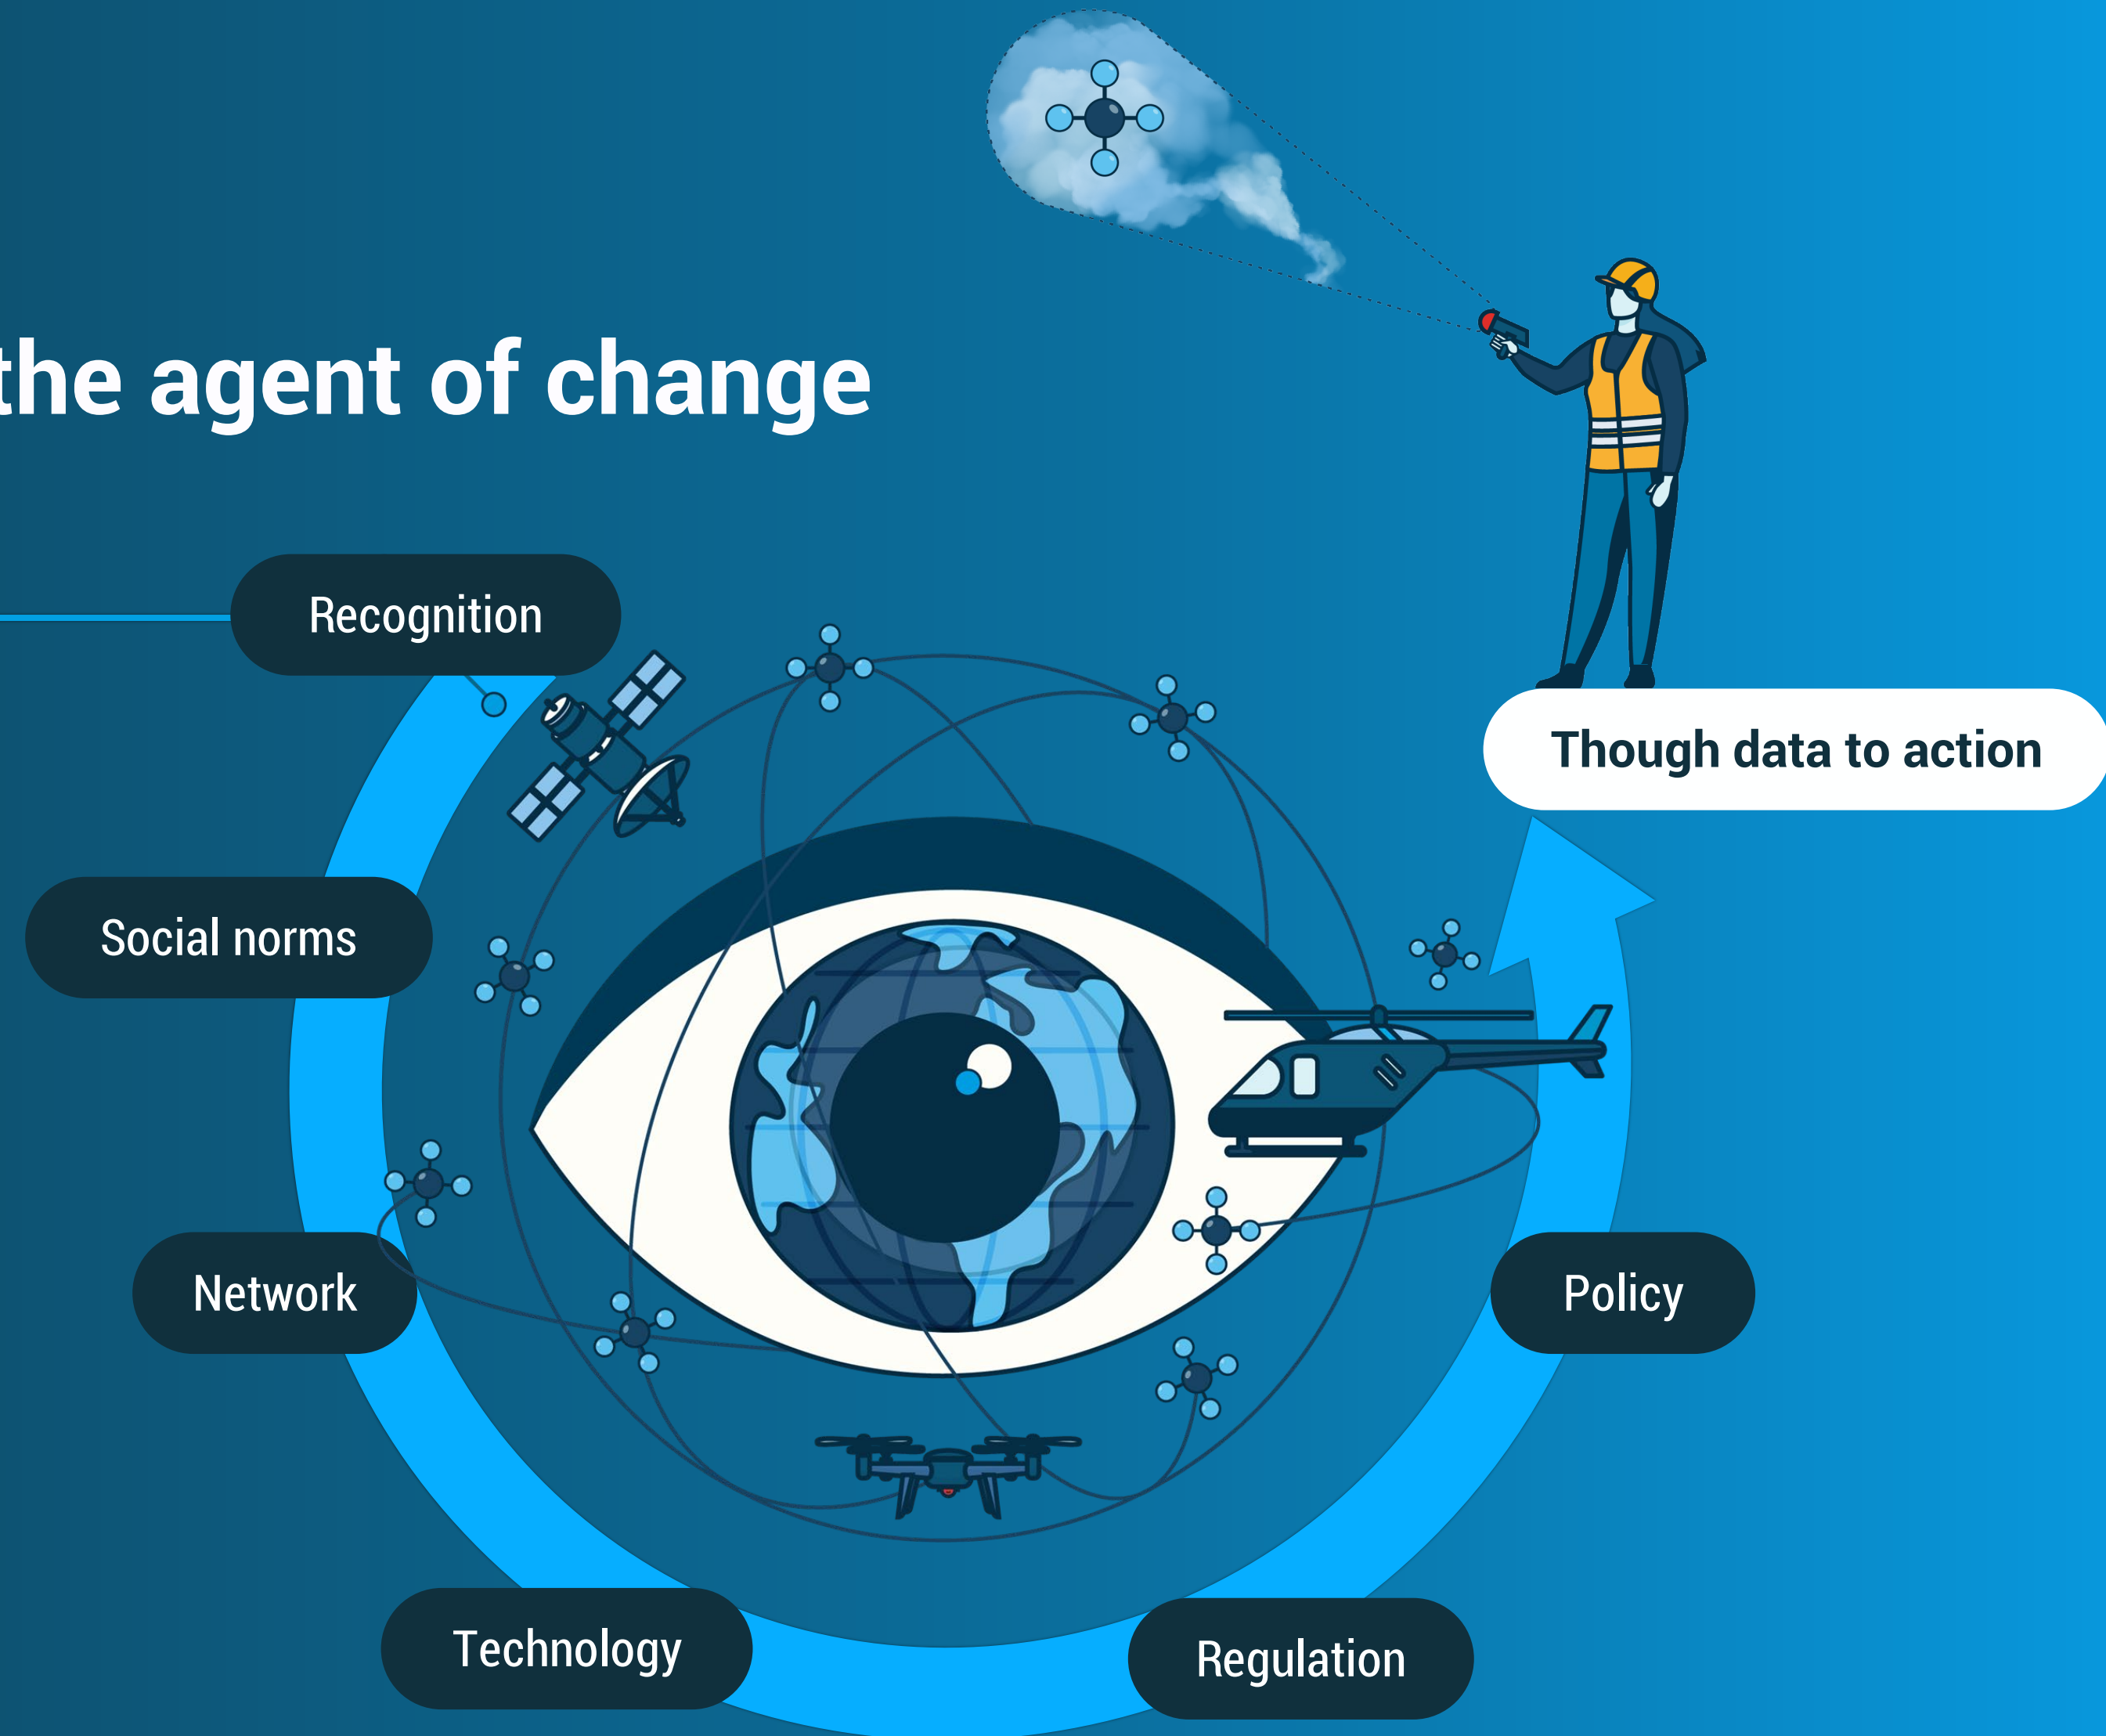 the agent of change
Recognition
Though data to action
Social norms
Network
Policy
Technology
Regulation